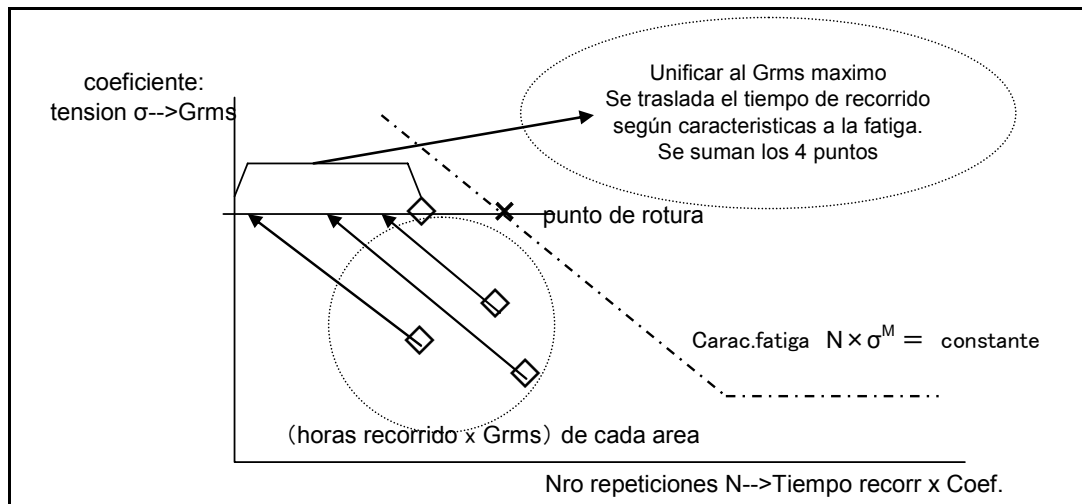 coeficiente:
tension σ-->Grms
Unificar al Grms maximo
Se traslada el tiempo de recorrido
según caracteristicas a la fatiga.
Se suman los 4 puntos
punto de rotura
Carac.fatiga N×σ^M = constante
(horas recorrido x Grms) de cada area
Nro repeticiones N-->Tiempo recorr x Coef.